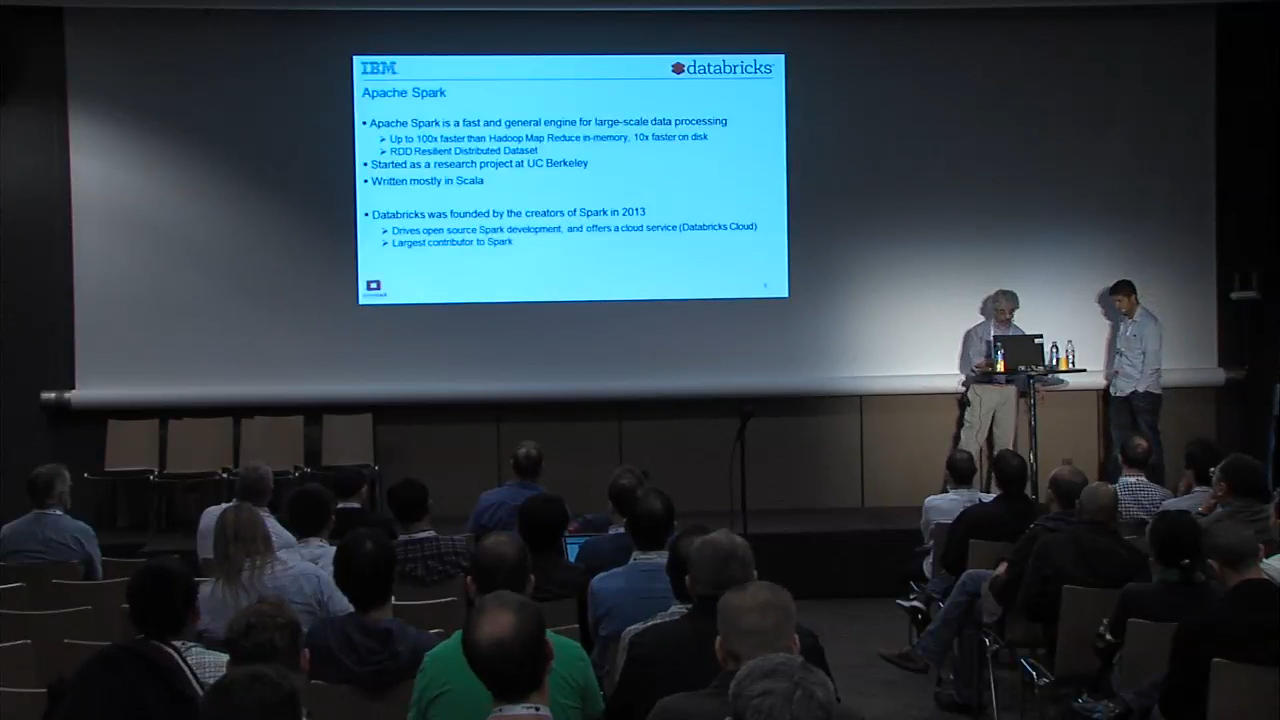 IBM
databricks
Apache Spark
• Apache Spark is a fast and general engine for large-scale data processing
➢ Up to 100x faster than Hadoop Map Reduce in-memory, 10x faster on disk
➢ RDD Resilient Distributed Dataset
• Started as a research project at UC Berkeley
• Written mostly in Scala
• Databricks was founded by the creators of Spark in 2013
➢ Drives open source Spark development, and offers a cloud service (Databricks Cloud)
➢ Largest contributor to Spark